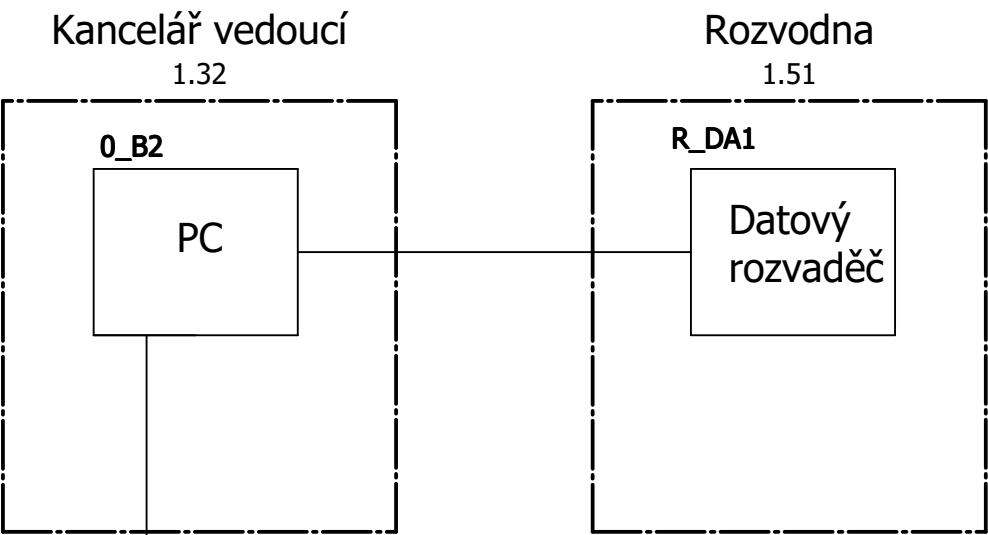 Kancelář vedoucí
1.32
0_B2
PC
Rozvodna
1.51
R_DA1
Datový
rozvaděč